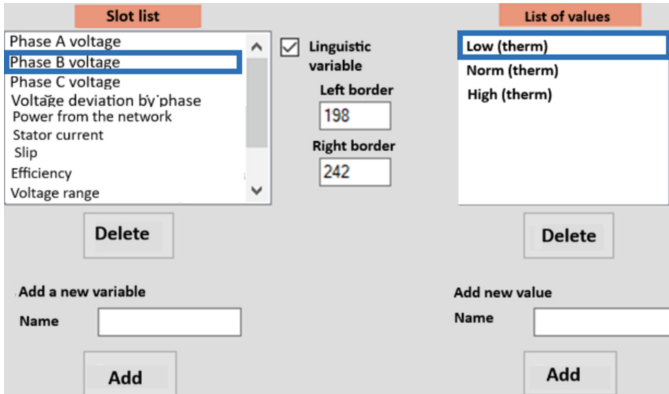 Slot list
Phase A voltage
Phase B voltage
Phase C voltage
Voltage deviation by phase
Power from the network
Stator current
Slip
Efficiency
Voltage range
Delete
Add a new variable
Name
Add
Linguistic
variable
Left border
198
Right border
242
List of values
Low (therm)
Norm (therm)
High (therm)
Delete
Add new value
Name
Add